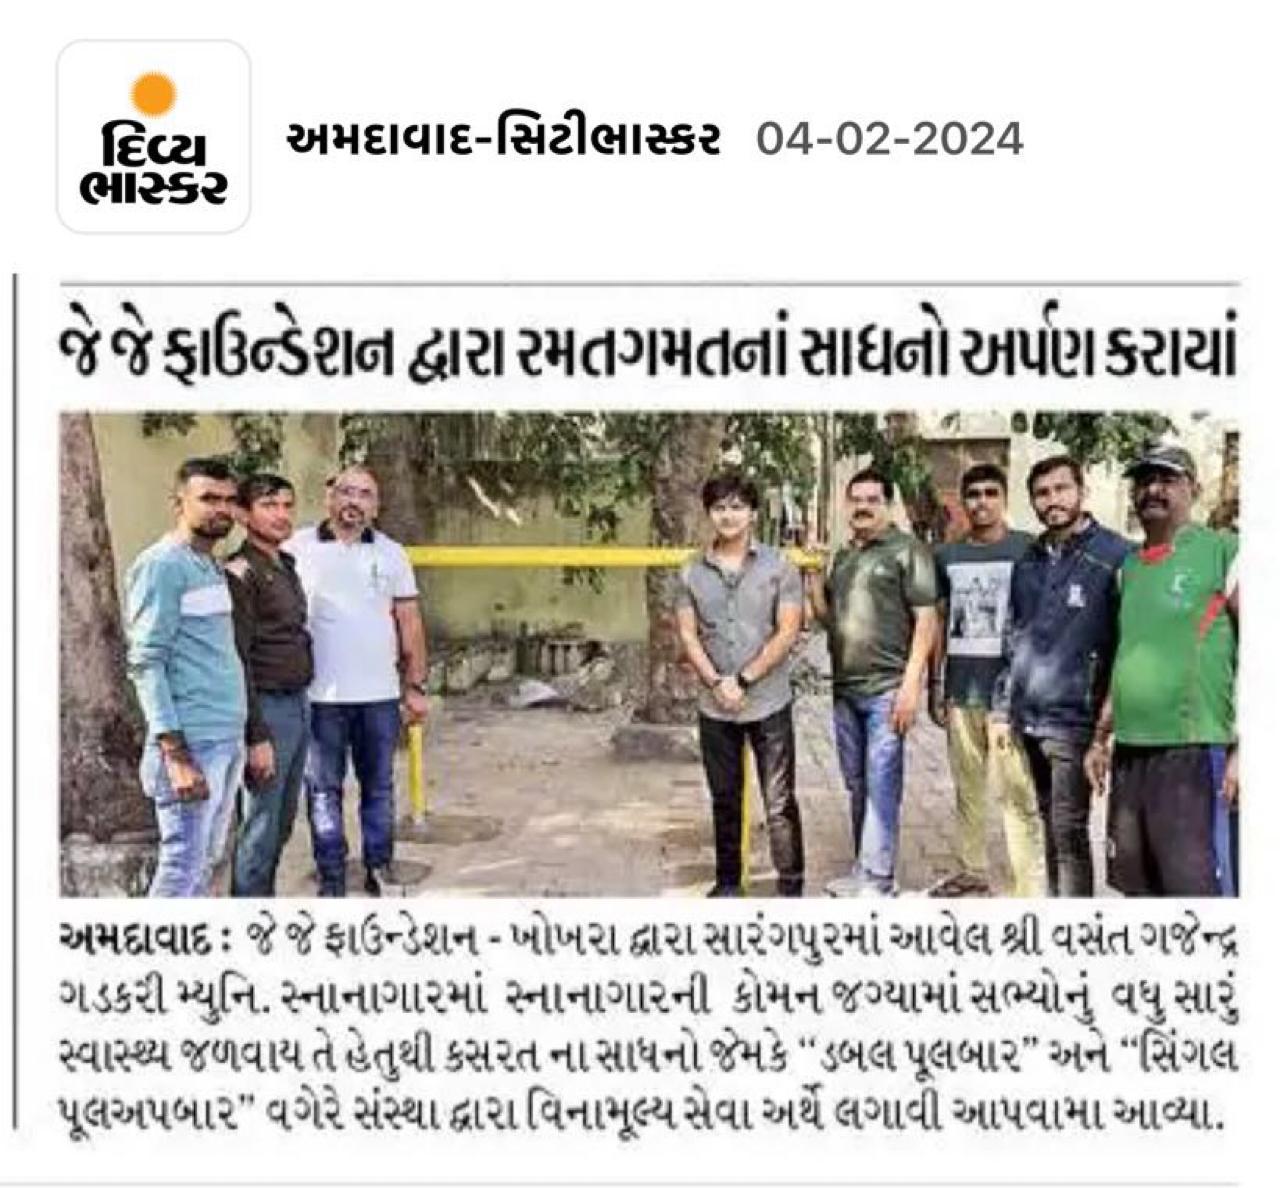 દિવ્ય
ભાસ્કર
અમદાવાદ-સિટીભાસ્કર 04-02-2024
જે જે ફાઉન્ડેશન દ્વારા રમતગમતનાં સાધનો અર્પણ કરાયાં
અમદાવાદ : જે જે ફાઉન્ડેશન - ખોખરા દ્વારા સારંગપુરમાં આવેલ શ્રી વસંત ગજેન્દ્ર
ગડકરી મ્યુનિ. સ્નાનાગારમાં સ્નાનાગારની કોમન જગ્યામાં સભ્યોનું વધુ સારું
સ્વાસ્થ્ય જળવાય તે હેતુથી કસરત ના સાધનો જેમકે "ડબલ પૂલબાર" અને "સિંગલ
પૂલઅપબાર" વગેરે સંસ્થા દ્વારા વિનામૂલ્ય સેવા અર્થે લગાવી આપવામા આવ્યા.